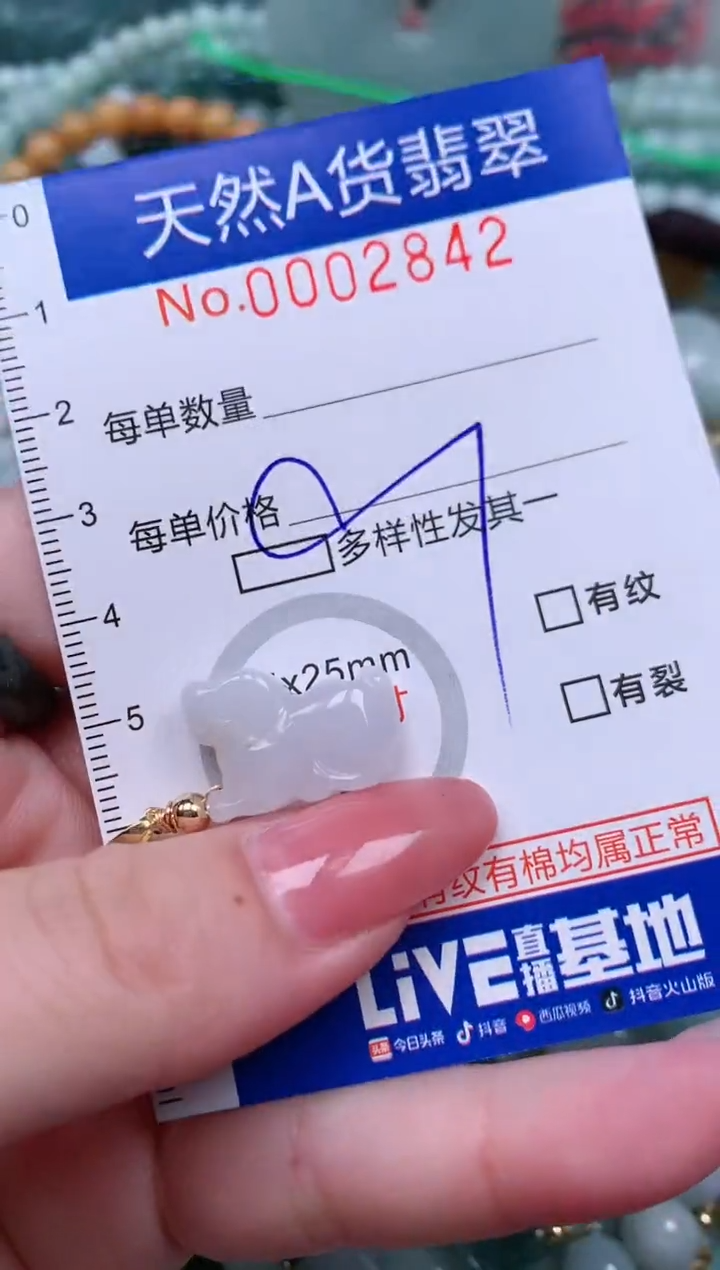 天然A货翡翠
No.0002842
每单数量
每单价格
多样性发其一
有纹
x25mm
有裂
有纹有棉均属正常
LiVE直播基地
头条 今日头条 抖音 西瓜视频 抖音火山版
0
1
2
3
4
5